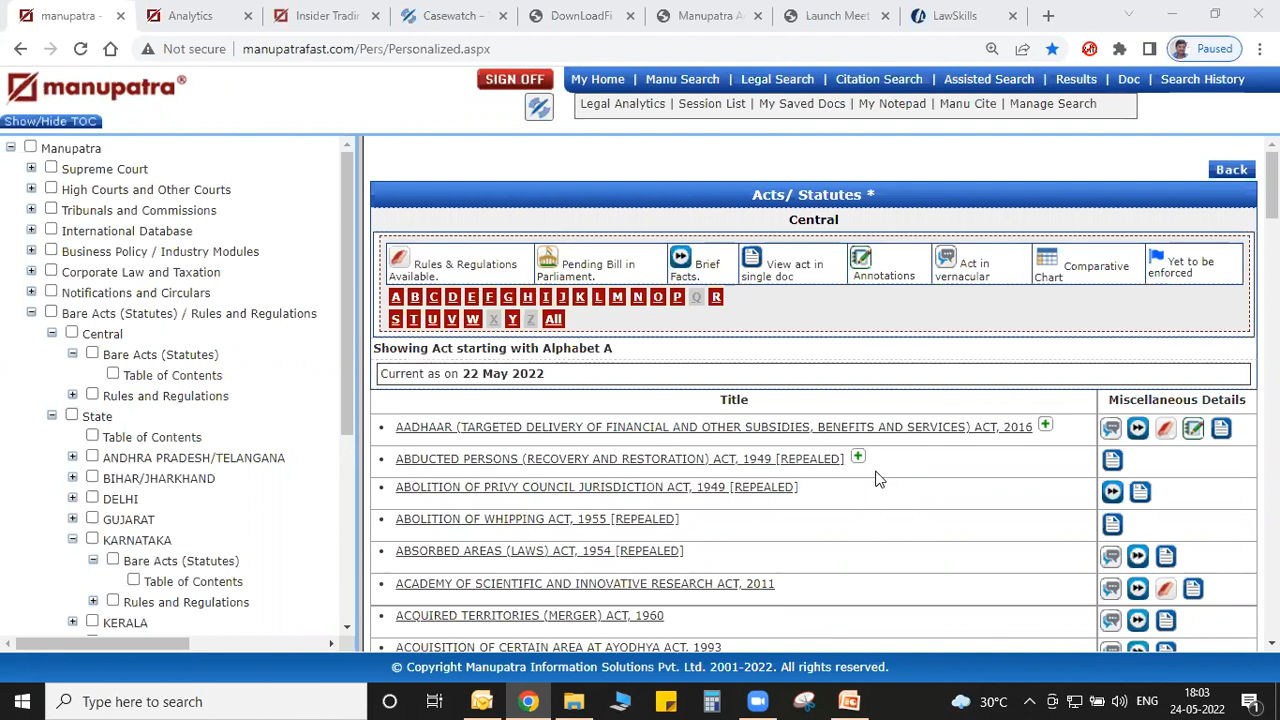 manupatra -
Analytics
Insider Tradin
Casewatch –
DownLoadFi
Manupatra A
Launch Meet
LawSkills
Not secure
manupatrafast.com/Pers/Personalized.aspx
Paused
manupatra®
SIGN OFF
My Home
Manu Search
Legal Search
Citation Search
Assisted Search
Results
Doc
Search History
Legal Analytics | Session List | My Saved Docs | My Notepad | Manu Cite | Manage Search
Show/Hide TOC
Manupatra
Supreme Court
High Courts and Other Courts
Tribunals and Commissions
International Database
Business Policy / Industry Modules
Corporate Law and Taxation
Notifications and Circulars
Bare Acts (Statutes) / Rules and Regulations
Central
Bare Acts (Statutes)
Table of Contents
Rules and Regulations
State
Table of Contents
ANDHRA PRADESH/TELANGANA
BIHAR/JHARKHAND
DELHI
GUJARAT
KARNATAKA
Bare Acts (Statutes)
Table of Contents
Rules and Regulations
KERALA
Back
Acts/ Statutes *
Central
Rules & Regulations Available.
Pending Bill in Parliament.
Brief Facts.
View act in single doc
Annotations
Act in vernacular
Comparative Chart
Yet to be enforced
A B C D E F G H I J K L M N O P Q R
S T U V W X Y Z All
Showing Act starting with Alphabet A
Current as on 22 May 2022
Title
Miscellaneous Details
• AADHAAR (TARGETED DELIVERY OF FINANCIAL AND OTHER SUBSIDIES, BENEFITS AND SERVICES) ACT, 2016
• ABDUCTED PERSONS (RECOVERY AND RESTORATION) ACT, 1949 [REPEALED]
• ABOLITION OF PRIVY COUNCIL JURISDICTION ACT, 1949 [REPEALED]
• ABOLITION OF WHIPPING ACT, 1955 [REPEALED]
• ABSORBED AREAS (LAWS) ACT, 1954 [REPEALED]
• ACADEMY OF SCIENTIFIC AND INNOVATIVE RESEARCH ACT, 2011
• ACQUIRED TERRITORIES (MERGER) ACT, 1960
• ACQUISITION OF CERTAIN AREA AT AYODHYA ACT, 1993
© Copyright Manupatra Information Solutions Pvt. Ltd. 2001-2022. All rights reserved.
Type here to search
30°C
ENG
18:03
24-05-2022
1